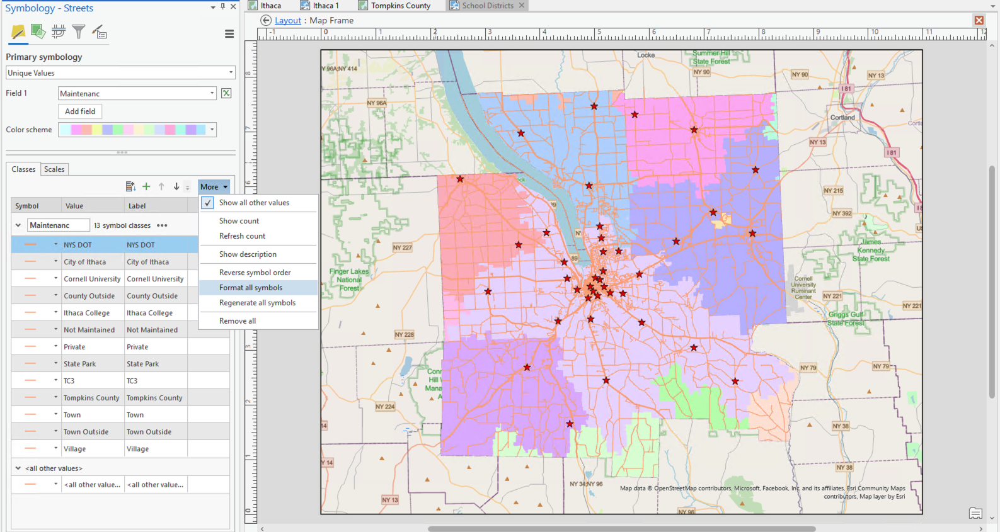 Symbology - Streets
Primary symbology
Unique Values
Field 1
Maintenanc
Add field
Color scheme
Classes
Scales
More
Symbol
Value
Label
Maintenanc
13 symbol classes
NYS DOT NYS DOT
City of Ithaca City of Ithaca
Cornell University Cornell University
County Outside County Outside
Ithaca College Ithaca College
Not Maintained Not Maintained
Private Private
State Park State Park
TC3 TC3
Tompkins County Tompkins County
Town Town
Town Outside Town Outside
Village Village
<all other values>
<all other value... <all other value...
Show all other values
Show count
Refresh count
Show description
Reverse symbol order
Format all symbols
Regenerate all symbols
Remove all
Ithaca
Ithaca 1
Tompkins County
School Districts
Layout : Map Frame
-1 0 1 2 3 4 5 6 7 8 9 10 11 12
8
7
6
3
2
1
0
Y 96A;NY 414
Locke
Summer Hill
State Forest
NY 90
NY 90
NY 13
I 81
NY 96A
Cortland
NY 13
I 81
NY 215
NY 392
NY 227
89
James
Kennedy
State Forest
Finger Lakes
National
Forest
Cornell
University
Ruminant
Center
NY 221
NY 221
Griggs Gulf
State Forest
NY 228
NY 79
NY 79
NY 224
NY 38
Y 14
NY 38
NY 34;NY 96
NY 13
NY 96
Map data © OpenStreetMap contributors, Microsoft, Facebook, Inc. and its affiliates, Esri Community Maps
contributors, Map layer by Esri